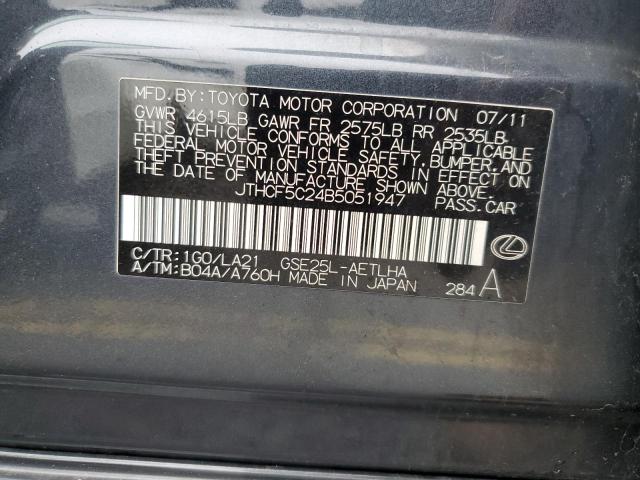 MFD. BY: TOYOTA MOTOR CORPORATION 07/11
GVWR 4615LB GAWR FR 2575LB RR 2535LB
THIS VEHICLE CONFORMS TO ALL APPLICABLE
FEDERAL MOTOR VEHICLE SAFETY, BUMPER, AND
THEFT PREVENTION STANDARDS IN EFFECT ON
THE DATE OF MANUFACTURE SHOWN ABOVE.
JTHCF5C24B5051947 PASS.CAR
C/TR: 1G0/LA21 GSE25L-AETLHA
A/TM: B04A/A760H MADE IN JAPAN 284 A